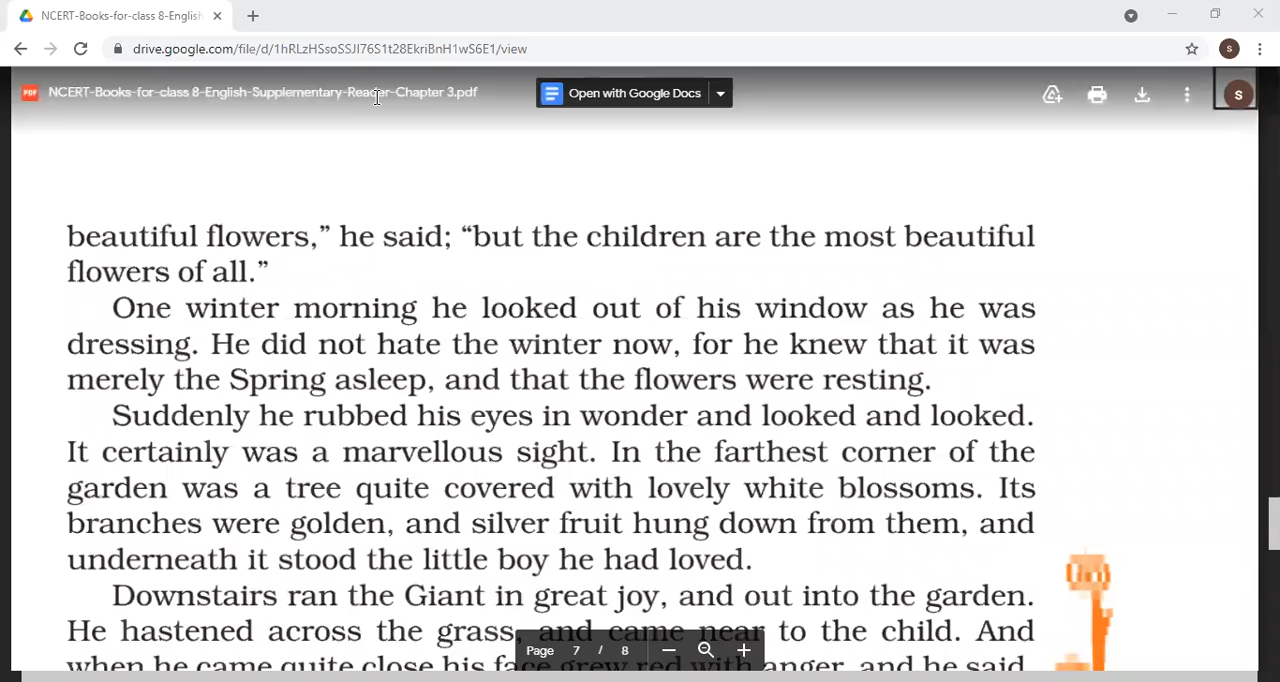 NCERT-Books-for-class 8-English
drive.google.com/file/d/1hRLzHSsoSSJI76S1t28EkriBnH1wS6E1/view
S
PDF
NCERT-Books-for-class 8-English-Supplementary-Reader-Chapter 3.pdf
Open with Google Docs
S
beautiful flowers,” he said; “but the children are the most beautiful
flowers of all.”
One winter morning he looked out of his window as he was
dressing. He did not hate the winter now, for he knew that it was
merely the Spring asleep, and that the flowers were resting.
Suddenly he rubbed his eyes in wonder and looked and looked.
It certainly was a marvellous sight. In the farthest corner of the
garden was a tree quite covered with lovely white blossoms. Its
branches were golden, and silver fruit hung down from them, and
underneath it stood the little boy he had loved.
Downstairs ran the Giant in great joy, and out into the garden.
He hastened across the grass, and came near to the child. And
when he came quite close his face grew red with anger, and he said,
Page 7 / 8